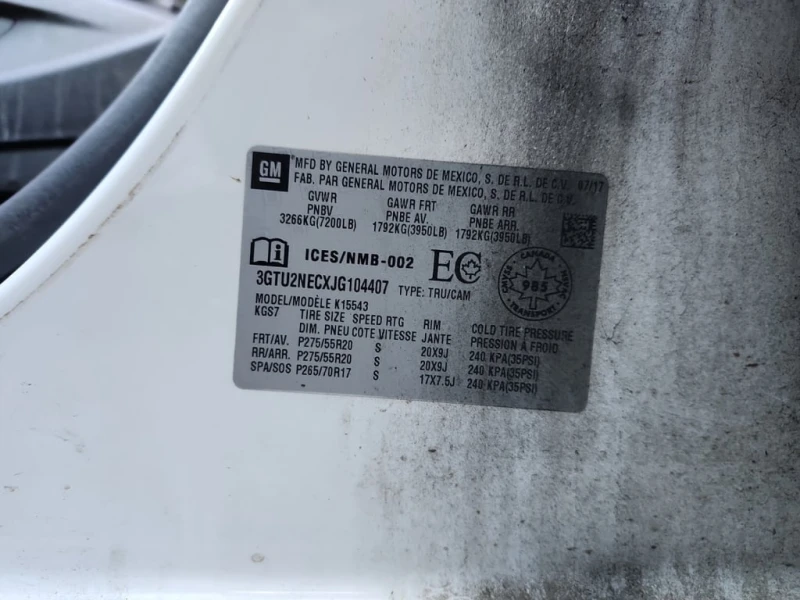 GM
MFD BY GENERAL MOTORS DE MEXICO, S. DE R.L. DE C.V. 07/17
FAB. PAR GENERAL MOTORS DE MEXICO, S. DE R.L. DE C.V.
GVWR GAWR FRT GAWR RR
PNBV PNBE AV. PNBE ARR.
3266KG(7200LB) 1792KG(3950LB) 1792KG(3950LB)
i ICES/NMB-002 EC
CANADA
985
TRANSPORT
3GTU2NECXJG104407 TYPE: TRU/CAM
MODEL/MODÈLE K15543
KGS7 TIRE SIZE SPEED RTG RIM COLD TIRE PRESSURE
DIM. PNEU COTE VITESSE JANTE PRESSION À FROID
FRT/AV. P275/55R20 S 20X9J 240 KPA(35PSI)
RR/ARR. P275/55R20 S 20X9J 240 KPA(35PSI)
SPA/SOS P265/70R17 S 17X7.5J 240 KPA(35PSI)